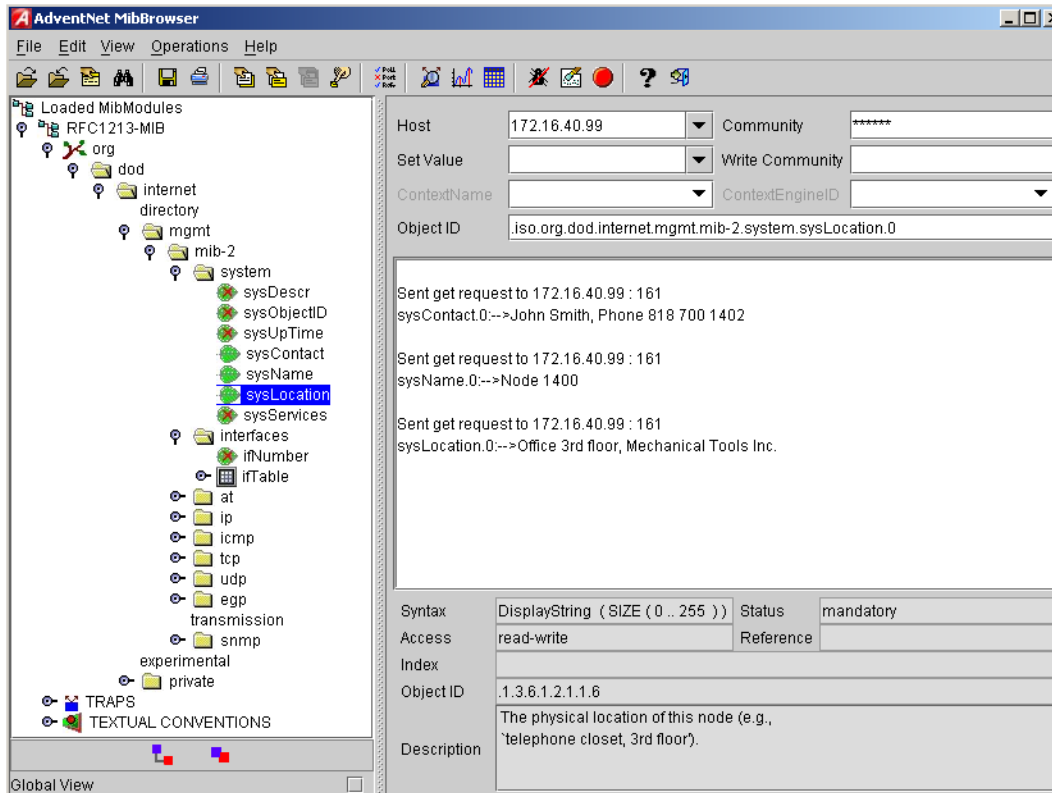 AdventNet MibBrowser
File Edit View Operations Help
Loaded MibModules
RFC1213-MIB
org
dod
internet
directory
mgmt
mib-2
system
sysDescr
sysObjectID
sysUpTime
sysContact
sysName
sysLocation
sysServices
interfaces
ifNumber
ifTable
at
ip
icmp
tcp
udp
egp
transmission
snmp
experimental
private
TRAPS
TEXTUAL CONVENTIONS
Global View
Host 172.16.40.99 Community ******
Set Value Write Community
ContextName ContextEngineID
Object ID .iso.org.dod.internet.mgmt.mib-2.system.sysLocation.0
Sent get request to 172.16.40.99 : 161
sysContact.0:-->John Smith, Phone 818 700 1402
Sent get request to 172.16.40.99 : 161
sysName.0:-->Node 1400
Sent get request to 172.16.40.99 : 161
sysLocation.0:-->Office 3rd floor, Mechanical Tools Inc.
Syntax DisplayString ( SIZE ( 0 .. 255 ) ) Status mandatory
Access read-write Reference
Index
Object ID .1.3.6.1.2.1.1.6
Description The physical location of this node (e.g.,
`telephone closet, 3rd floor').